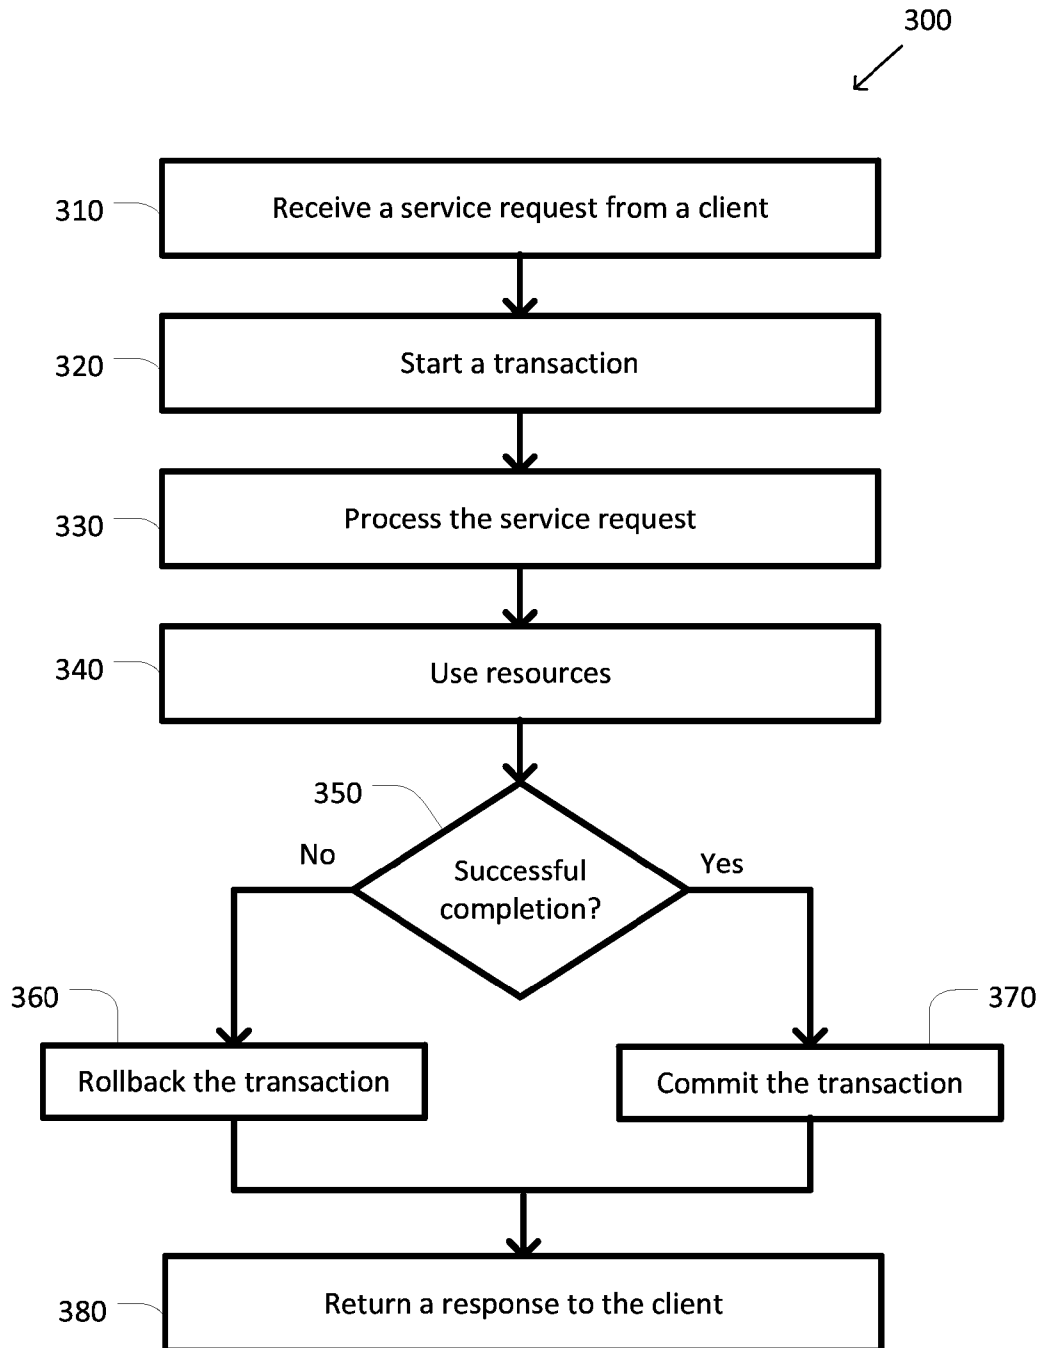 300
310
Receive a service request from a client
320
Start a transaction
330
Process the service request
340
Use resources
350
No
Successful
completion?
Yes
360
370
Rollback the transaction
Commit the transaction
380
Return a response to the client